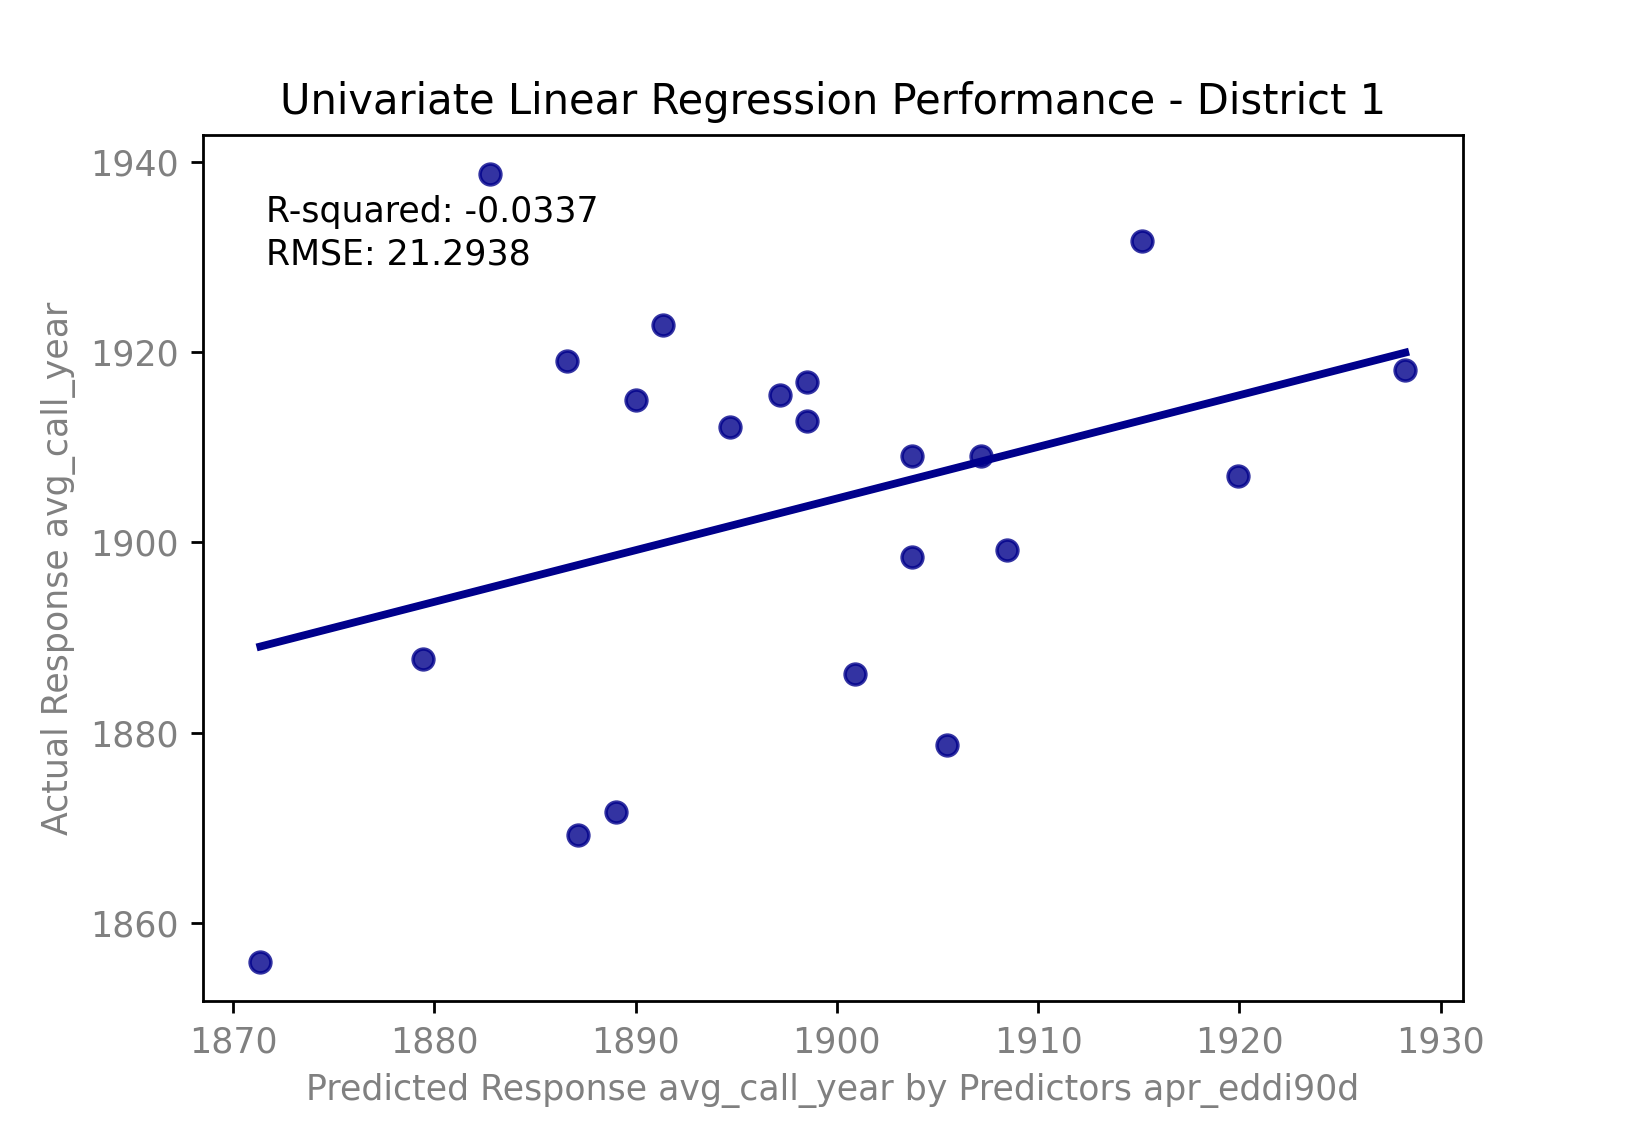 Univariate Linear Regression Performance - District 1
R-squared: -0.0337
RMSE: 21.2938
Actual Response avg_call_year
1940
1920
1900
1880
1860
1870 1880 1890 1900 1910 1920 1930
Predicted Response avg_call_year by Predictors apr_eddi90d